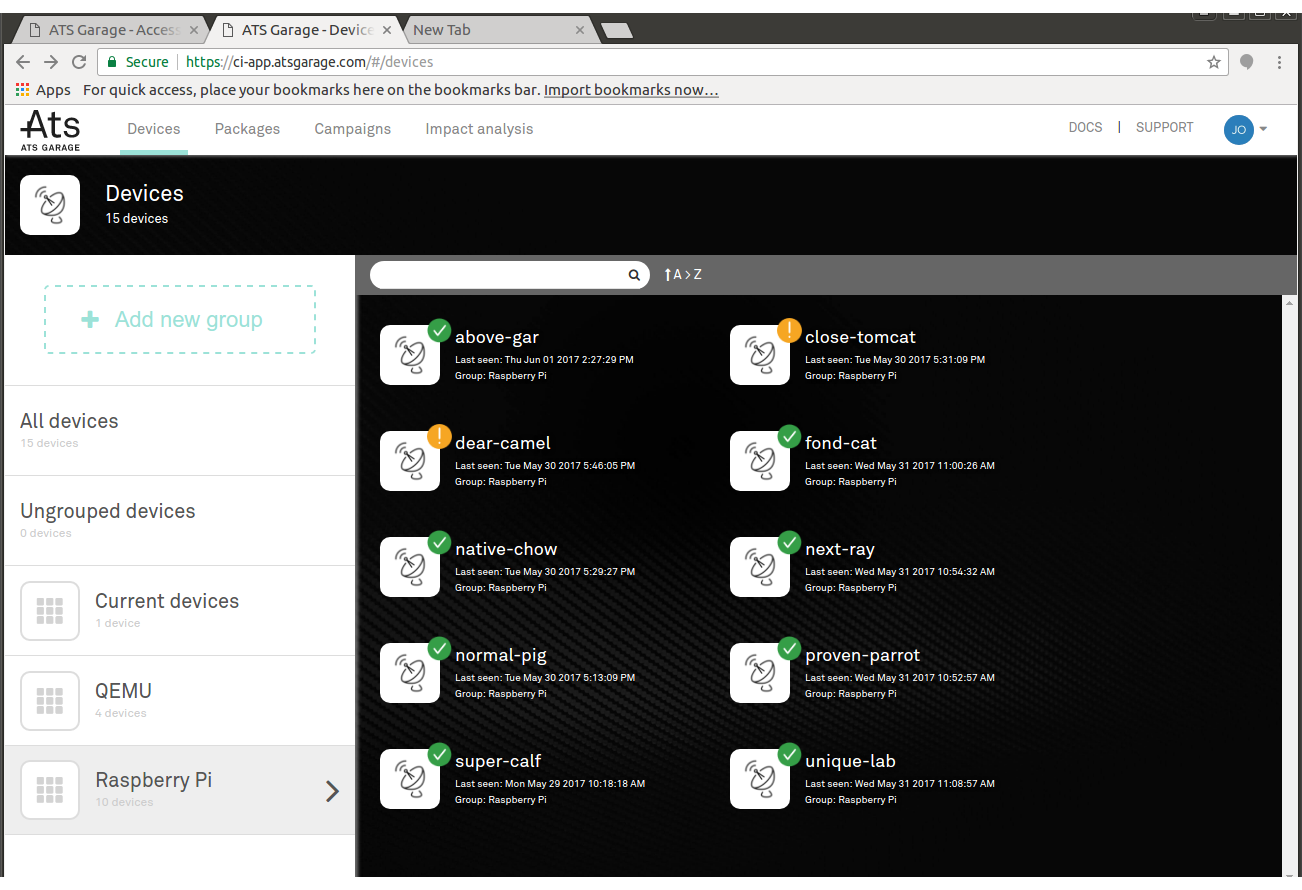 ATS Garage - Access
ATS Garage - Device
New Tab
Secure https://ci-app.atsgarage.com/#/devices
Apps For quick access, place your bookmarks here on the bookmarks bar. Import bookmarks now...
Ats
ATS GARAGE
Devices Packages Campaigns Impact analysis
DOCS | SUPPORT
JO
Devices
15 devices
+ Add new group
All devices
15 devices
Ungrouped devices
0 devices
Current devices
1 device
QEMU
4 devices
Raspberry Pi
10 devices
A > Z
above-gar
Last seen: Thu Jun 01 2017 2:27:29 PM
Group: Raspberry Pi
close-tomcat
Last seen: Tue May 30 2017 5:31:09 PM
Group: Raspberry Pi
dear-camel
Last seen: Tue May 30 2017 5:46:05 PM
Group: Raspberry Pi
fond-cat
Last seen: Wed May 31 2017 11:00:26 AM
Group: Raspberry Pi
native-chow
Last seen: Tue May 30 2017 5:29:27 PM
Group: Raspberry Pi
next-ray
Last seen: Wed May 31 2017 10:54:32 AM
Group: Raspberry Pi
normal-pig
Last seen: Tue May 30 2017 5:13:09 PM
Group: Raspberry Pi
proven-parrot
Last seen: Wed May 31 2017 10:52:57 AM
Group: Raspberry Pi
super-calf
Last seen: Mon May 29 2017 10:18:18 AM
Group: Raspberry Pi
unique-lab
Last seen: Wed May 31 2017 11:08:57 AM
Group: Raspberry Pi